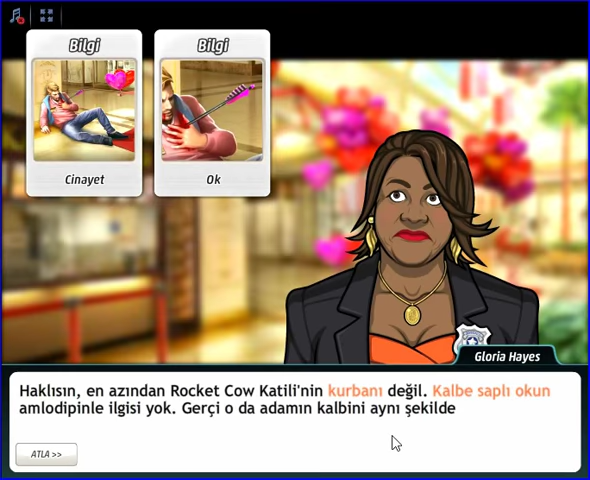 Bilgi
Cinayet
Bilgi
Ok
Gloria Hayes
Haklısın, en azından Rocket Cow Katili'nin kurbanı değil. Kalbe saplı okun
amlodipinle ilgisi yok. Gerçi o da adamın kalbini aynı şekilde
ATLA >>